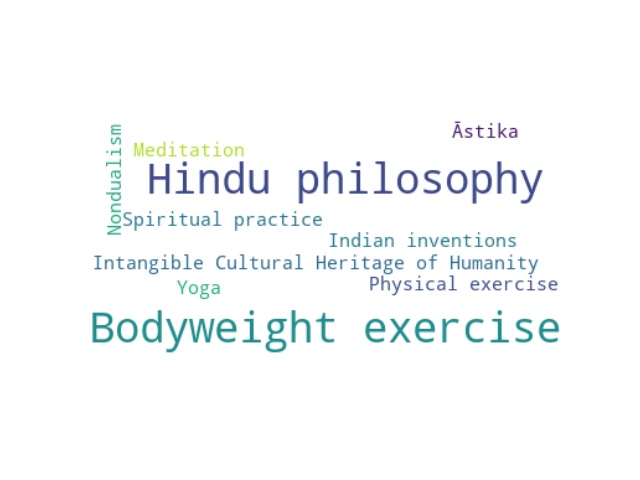 Āstika
Nondualism
Meditation
Hindu philosophy
Spiritual practice
Indian inventions
Intangible Cultural Heritage of Humanity
Yoga
Physical exercise
Bodyweight exercise